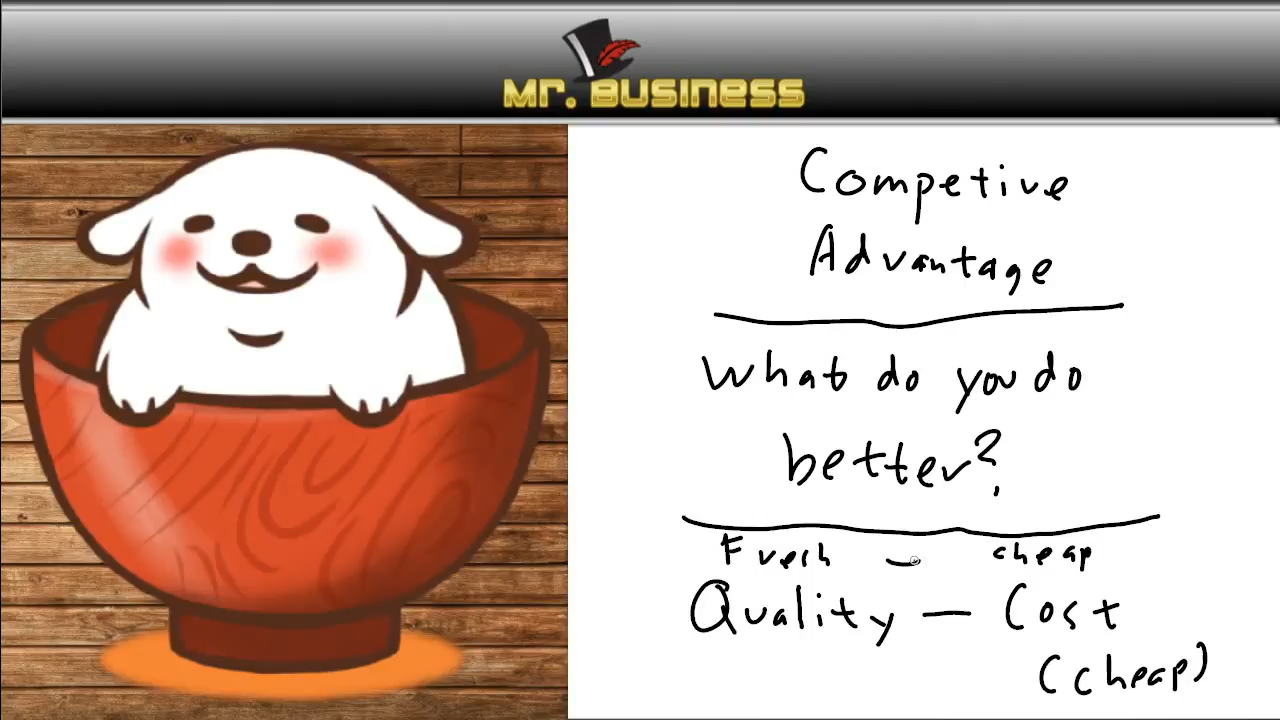 Mr. Business
Competive
Advantage
What do you do
better?
Fresh - cheap
Quality - Cost
(cheap)